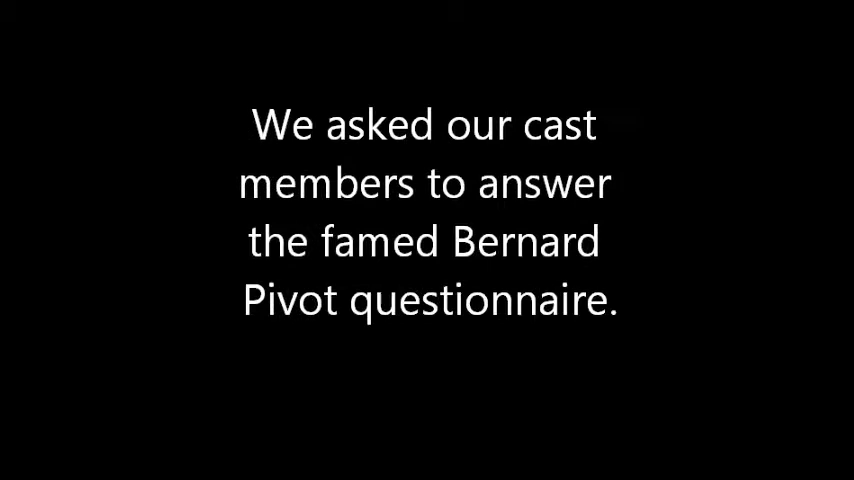 We asked our cast
members to answer
the famed Bernard
Pivot questionnaire.